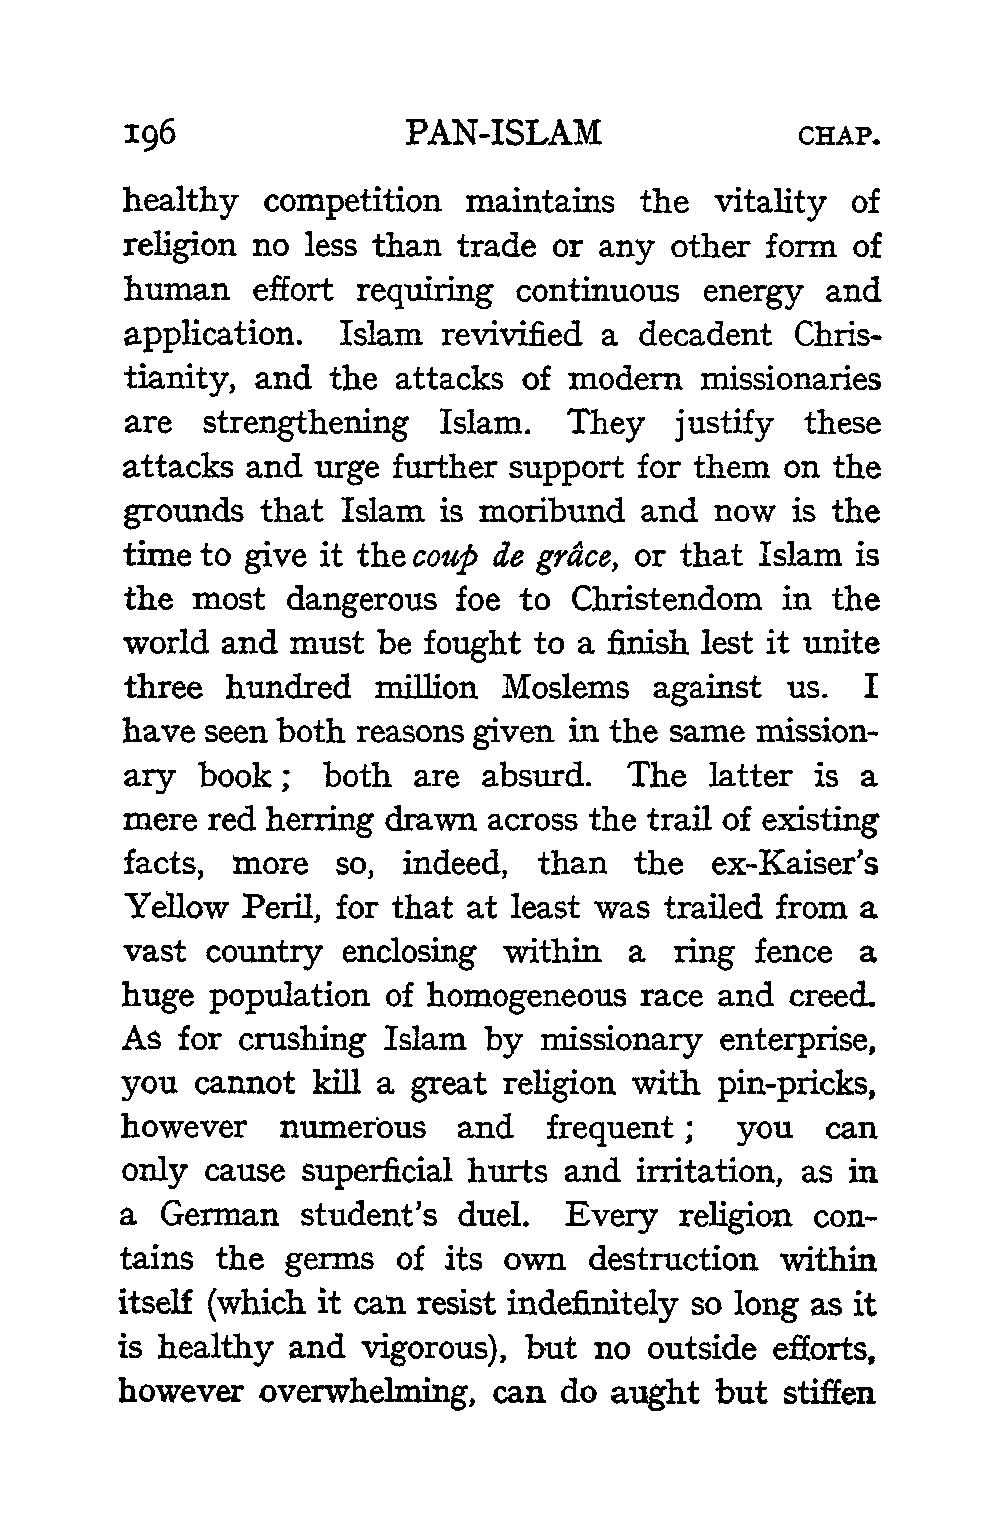 196 PAN-ISLAM CHAP.
healthy competition maintains the vitality of
religion no less than trade or any other form of
human effort requiring continuous energy and
application. Islam revivified a decadent Chris-
tianity, and the attacks of modern missionaries
are strengthening Islam. They justify these
attacks and urge further support for them on the
grounds that Islam is moribund and now is the
time to give it the coup de grâce, or that Islam is
the most dangerous foe to Christendom in the
world and must be fought to a finish lest it unite
three hundred million Moslems against us. I
have seen both reasons given in the same mission-
ary book ; both are absurd. The latter is a
mere red herring drawn across the trail of existing
facts, more so, indeed, than the ex-Kaiser's
Yellow Peril, for that at least was trailed from a
vast country enclosing within a ring fence a
huge population of homogeneous race and creed.
As for crushing Islam by missionary enterprise,
you cannot kill a great religion with pin-pricks,
however numerous and frequent ; you can
only cause superficial hurts and irritation, as in
a German student's duel. Every religion con-
tains the germs of its own destruction within
itself (which it can resist indefinitely so long as it
is healthy and vigorous), but no outside efforts,
however overwhelming, can do aught but stiffen